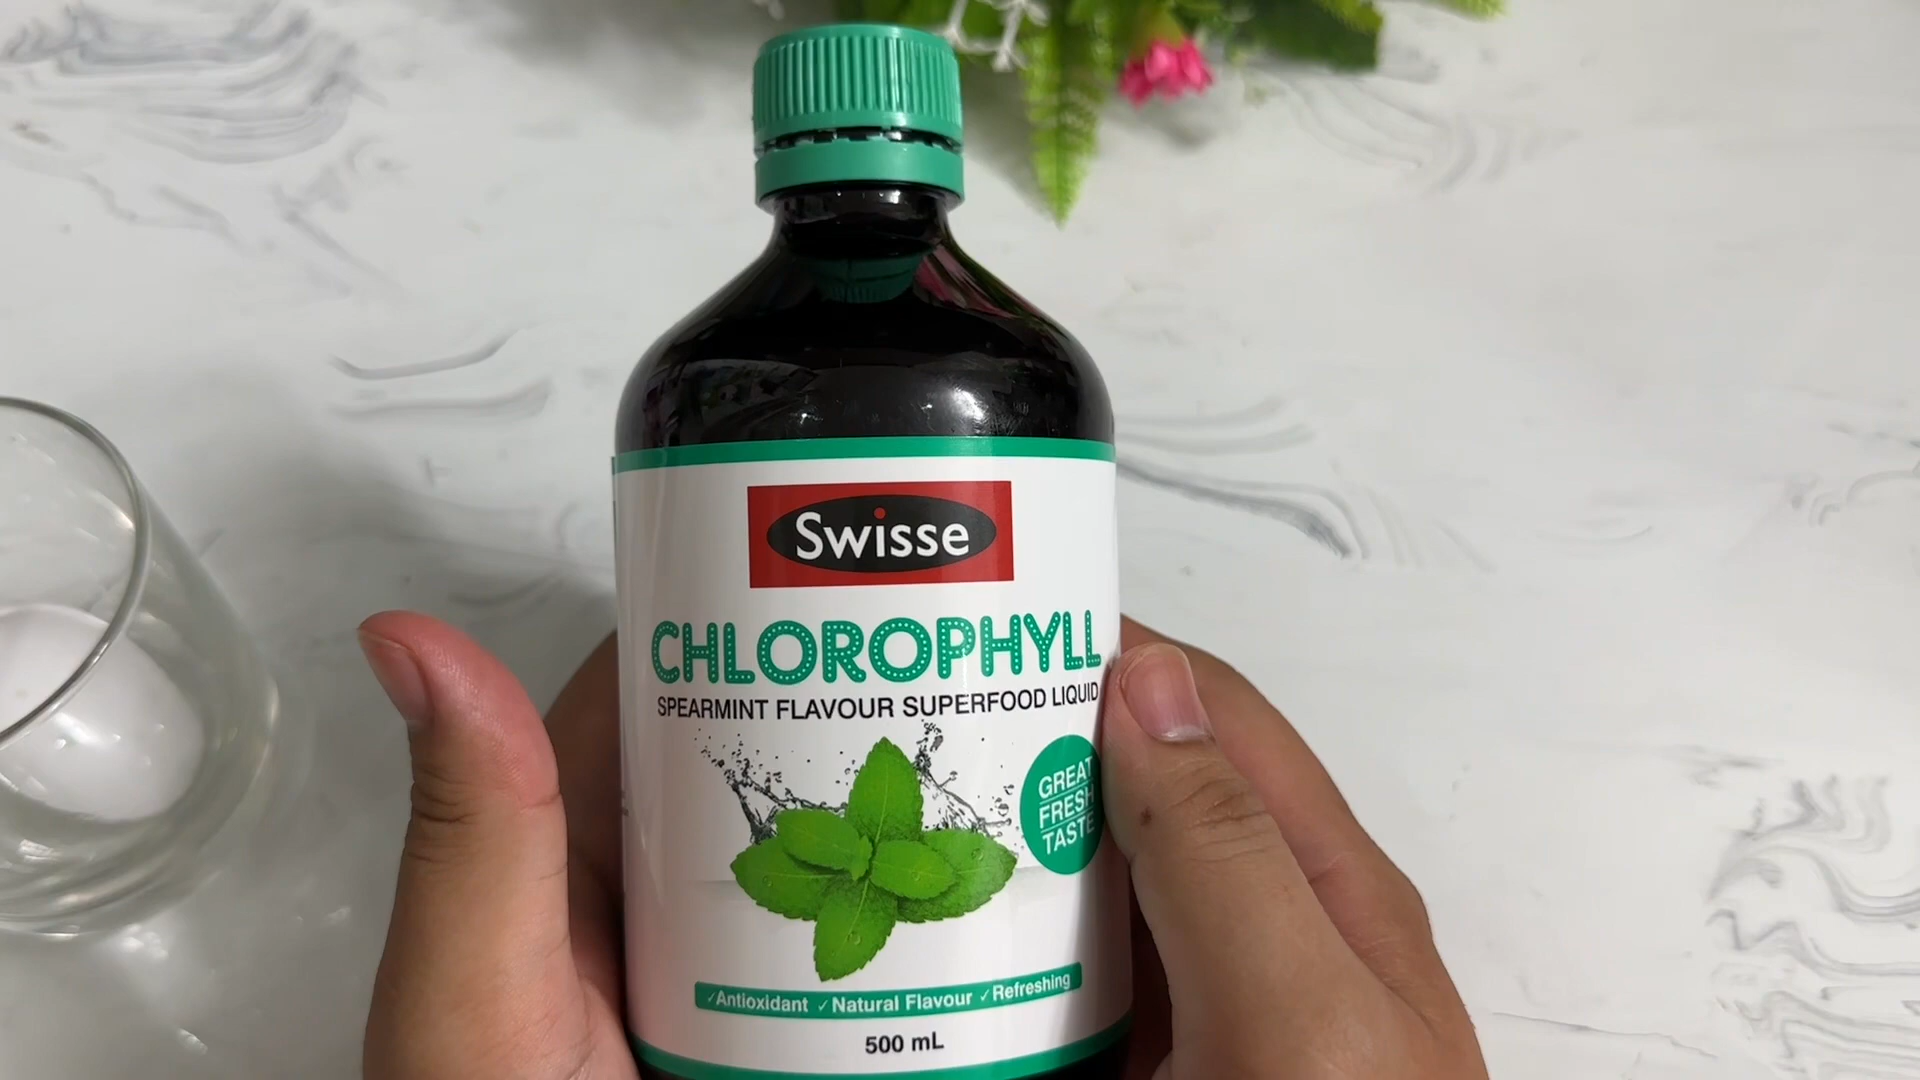 Swisse
CHLOROPHYLL
SPEARMINT FLAVOUR SUPERFOOD LIQUID
GREAT
FRESH
TASTE
✓Antioxidant ✓Natural Flavour ✓Refreshing
500 mL